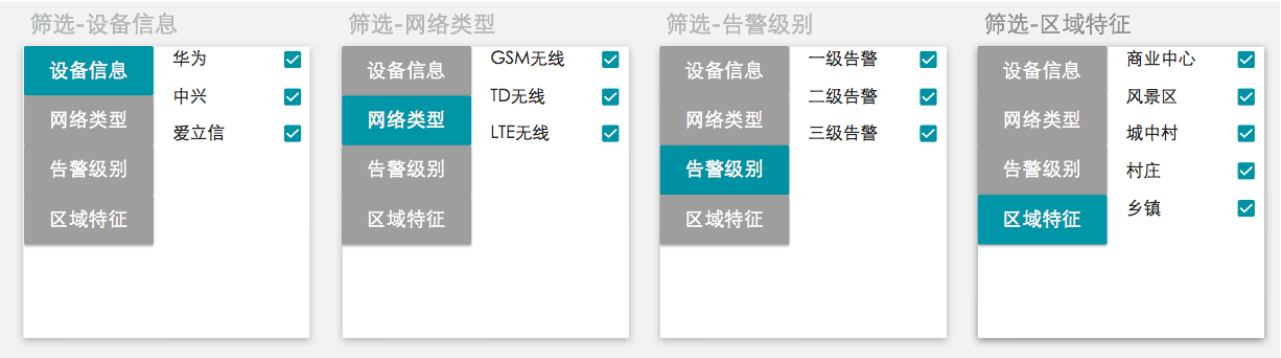 筛选-设备信息
设备信息
网络类型
告警级别
区域特征
华为
中兴
爱立信
筛选-网络类型
设备信息
网络类型
告警级别
区域特征
GSM无线
TD无线
LTE无线
筛选-告警级别
设备信息
网络类型
告警级别
区域特征
一级告警
二级告警
三级告警
筛选-区域特征
设备信息
网络类型
告警级别
区域特征
商业中心
风景区
城中村
村庄
乡镇